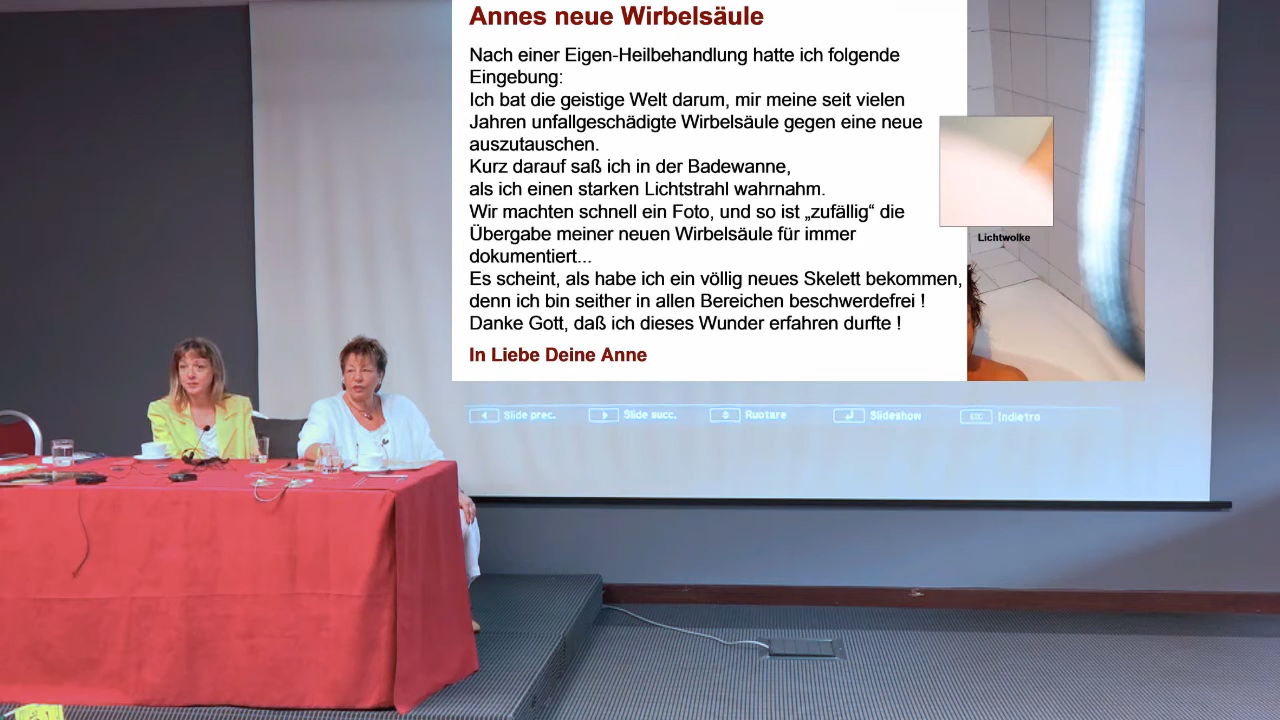 Annes neue Wirbelsäule
Nach einer Eigen-Heilbehandlung hatte ich folgende
Eingebung:
Ich bat die geistige Welt darum, mir meine seit vielen
Jahren unfallgeschädigte Wirbelsäule gegen eine neue
auszutauschen.
Kurz darauf saß ich in der Badewanne,
als ich einen starken Lichtstrahl wahrnahm.
Wir machten schnell ein Foto, und so ist „zufällig“ die
Übergabe meiner neuen Wirbelsäule für immer
dokumentiert...
Es scheint, als habe ich ein völlig neues Skelett bekommen,
denn ich bin seither in allen Bereichen beschwerdefrei !
Danke Gott, daß ich dieses Wunder erfahren durfte !
In Liebe Deine Anne
Lichtwolke
Slide prec. Slide succ. Ruotare Slideshow ESC Indietro